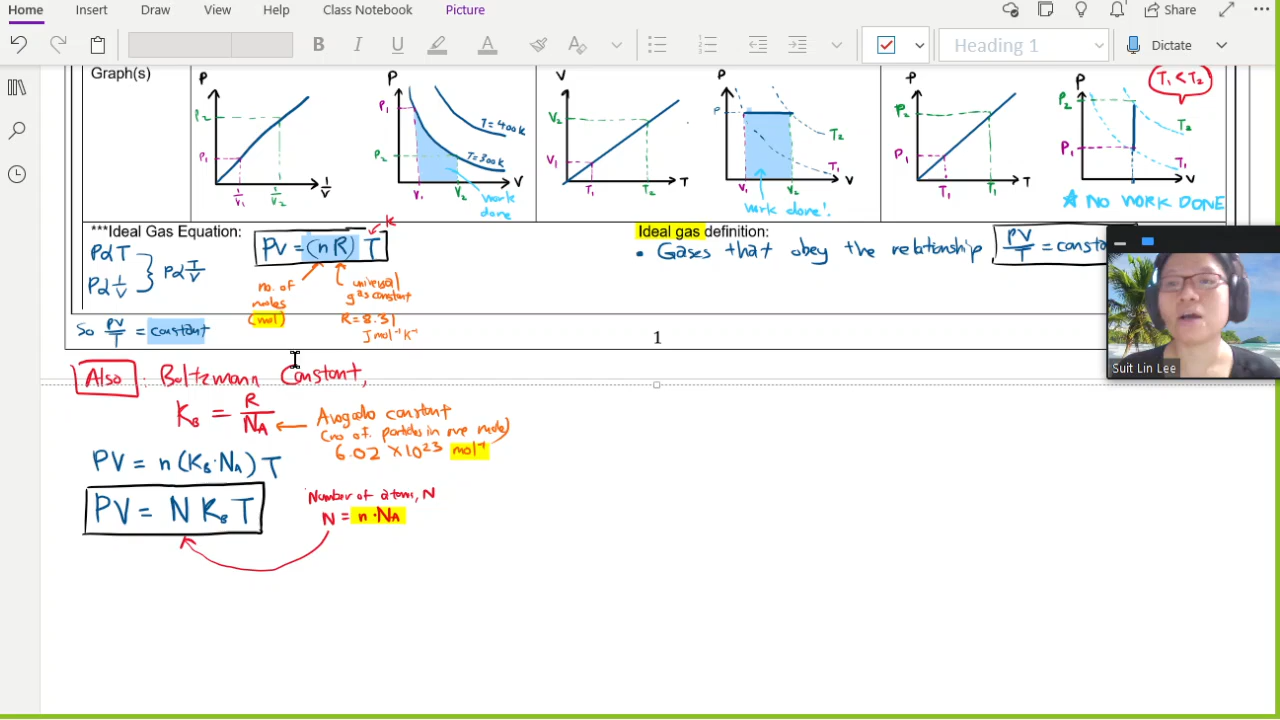 Home Insert Draw View Help Class Notebook Picture Share
Heading 1 Dictate
Graph(s)
P P₂ P₁ 1/V₁ 1/V₂ 1/V
P P₁ P₂ T=400K T=300K V₁ V₂ V work done
V V₂ V₁ T₁ T₂ T
P P V₁ V₂ V T₂ T₁ work done!
P P₂ P₁ T₁ T₁ T
P P₂ P₁ T₂ T₁ V
T₁ < T₂
★ NO WORK DONE
***Ideal Gas Equation:
PV = (nR) T
K
P∝T
P∝1/V
P∝T/V
no. of moles (mol)
universal gas constant
R = 8.31
J mol⁻¹ K⁻¹
So PV/T = constant
Ideal gas definition:
• Gases that obey the relationship PV/T = consta
1
Suit Lin Lee
Also : Boltzmann Constant,
K_B = R/N_A ← Avogado constant
(no of. particles in one mole)
6.02 ×10²³ mol⁻¹
PV = n (K_B·N_A) T
PV = N K_B T
Number of atoms, N
N = n·N_A